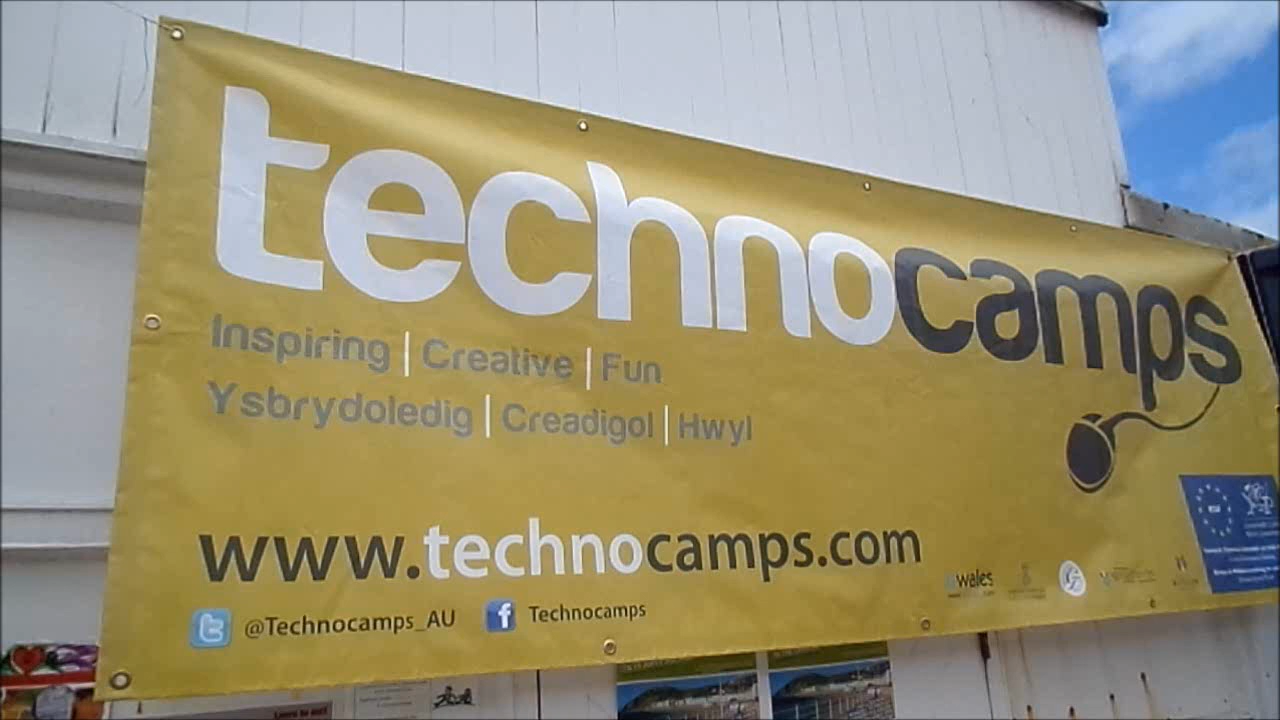 technocamps
Inspiring | Creative | Fun
Ysbrydoledig | Creadigol | Hwyl
www.technocamps.com
@Technocamps_AU
f Technocamps
wales